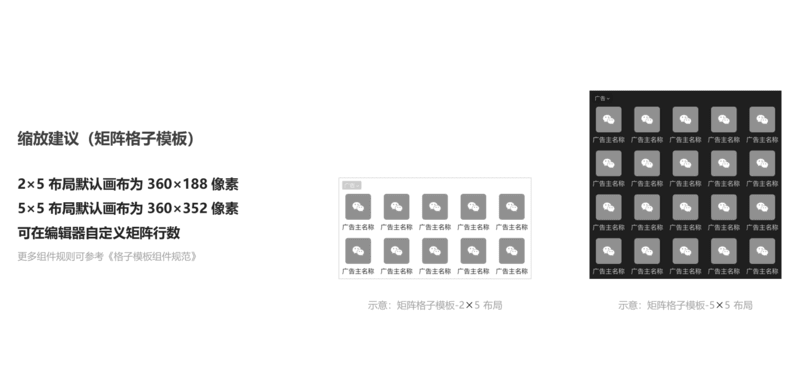 缩放建议（矩阵格子模板）
2×5 布局默认画布为 360×188 像素
5×5 布局默认画布为 360×352 像素
可在编辑器自定义矩阵行数
更多组件规则可参考《格子模板组件规范》
广告
广告主名称 广告主名称 广告主名称 广告主名称 广告主名称
广告主名称 广告主名称 广告主名称 广告主名称 广告主名称
示意：矩阵格子模板-2×5 布局
广告
广告主名称 广告主名称 广告主名称 广告主名称 广告主名称
广告主名称 广告主名称 广告主名称 广告主名称 广告主名称
广告主名称 广告主名称 广告主名称 广告主名称 广告主名称
广告主名称 广告主名称 广告主名称 广告主名称 广告主名称
示意：矩阵格子模板-5×5 布局